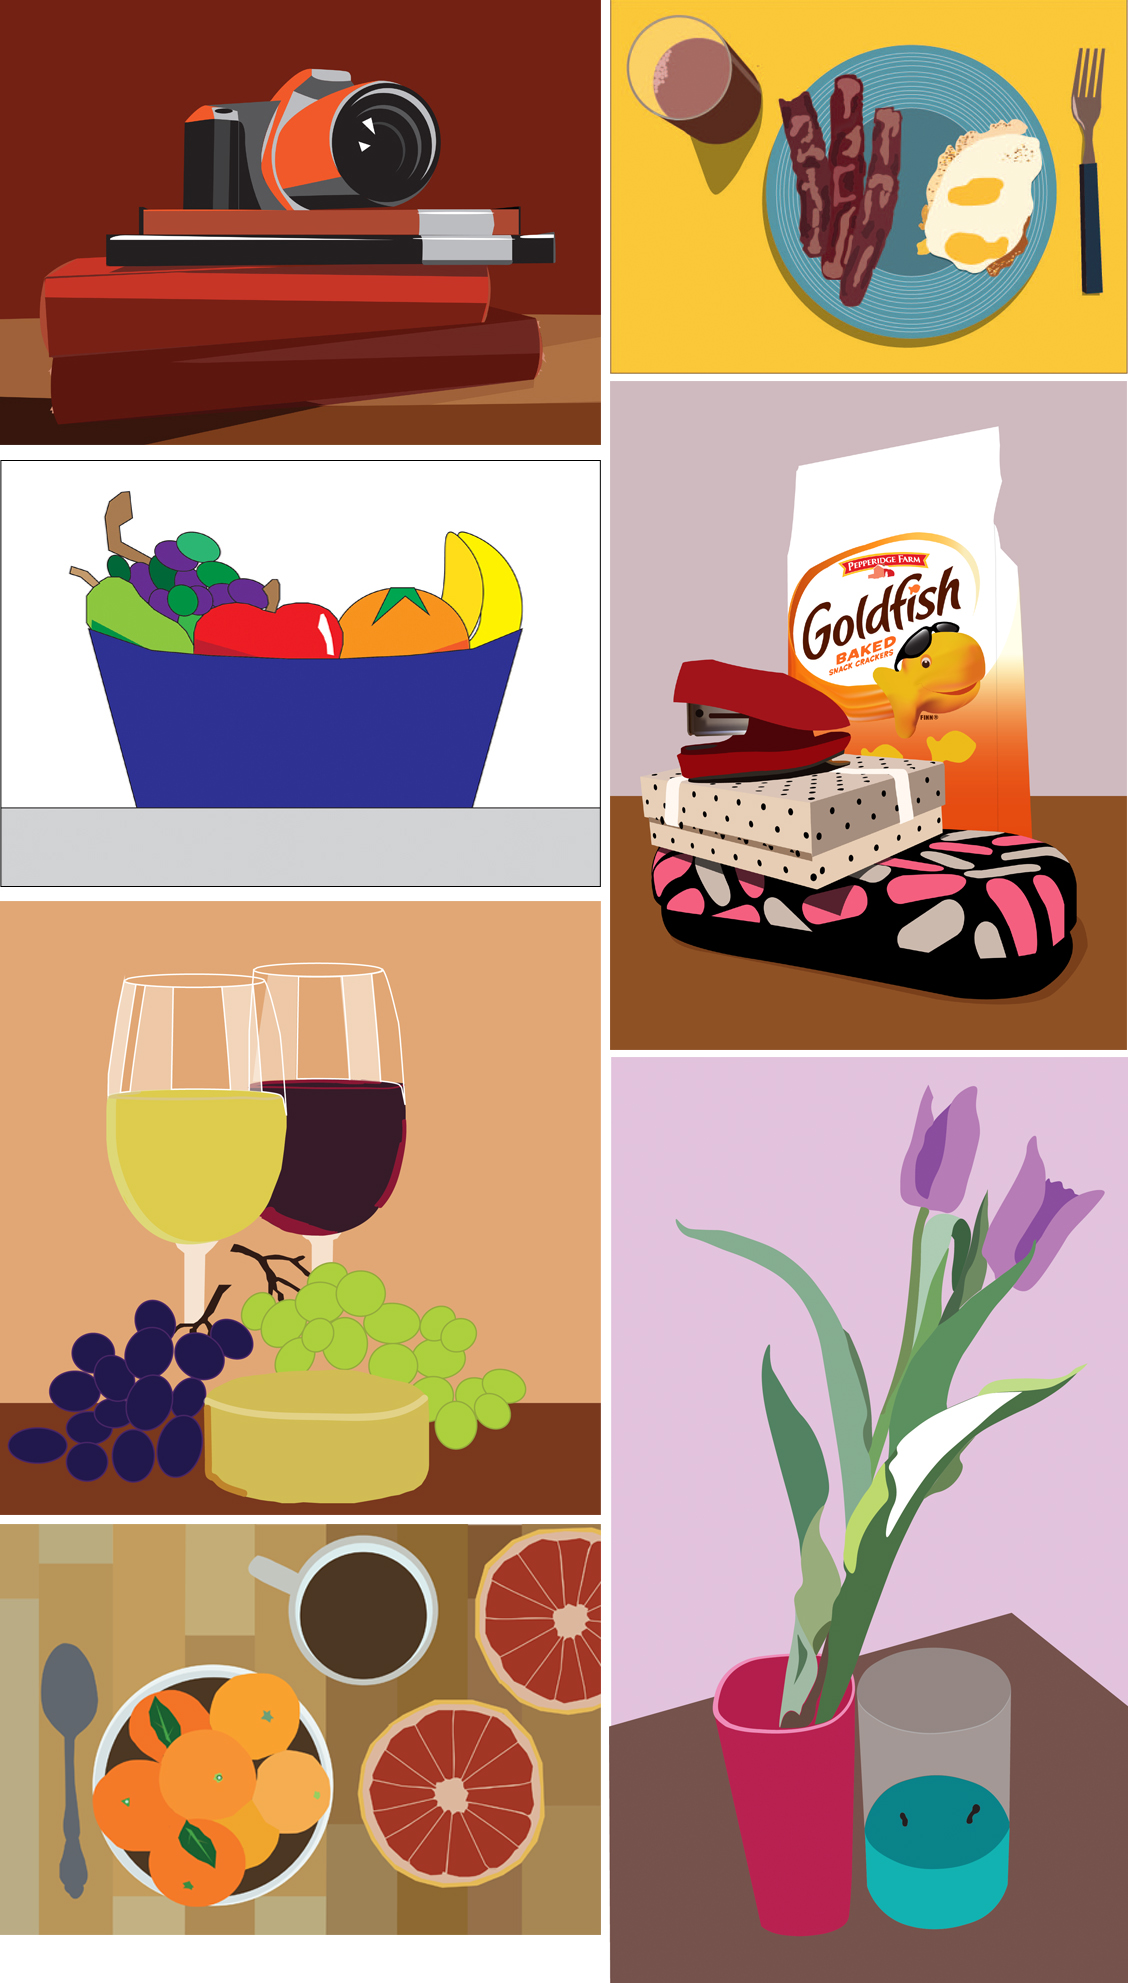 PEPPERIDGE FARM
Goldfish
BAKED
SNACK CRACKERS
FINN®